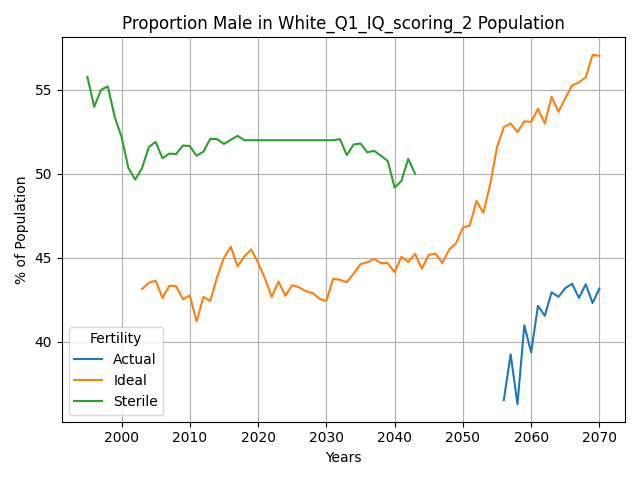 Proportion Male in White_Q1_IQ_scoring_2 Population
% of Population
55
50
45
40
Fertility
Actual
Ideal
Sterile
2000 2010 2020 2030 2040 2050 2060 2070
Years